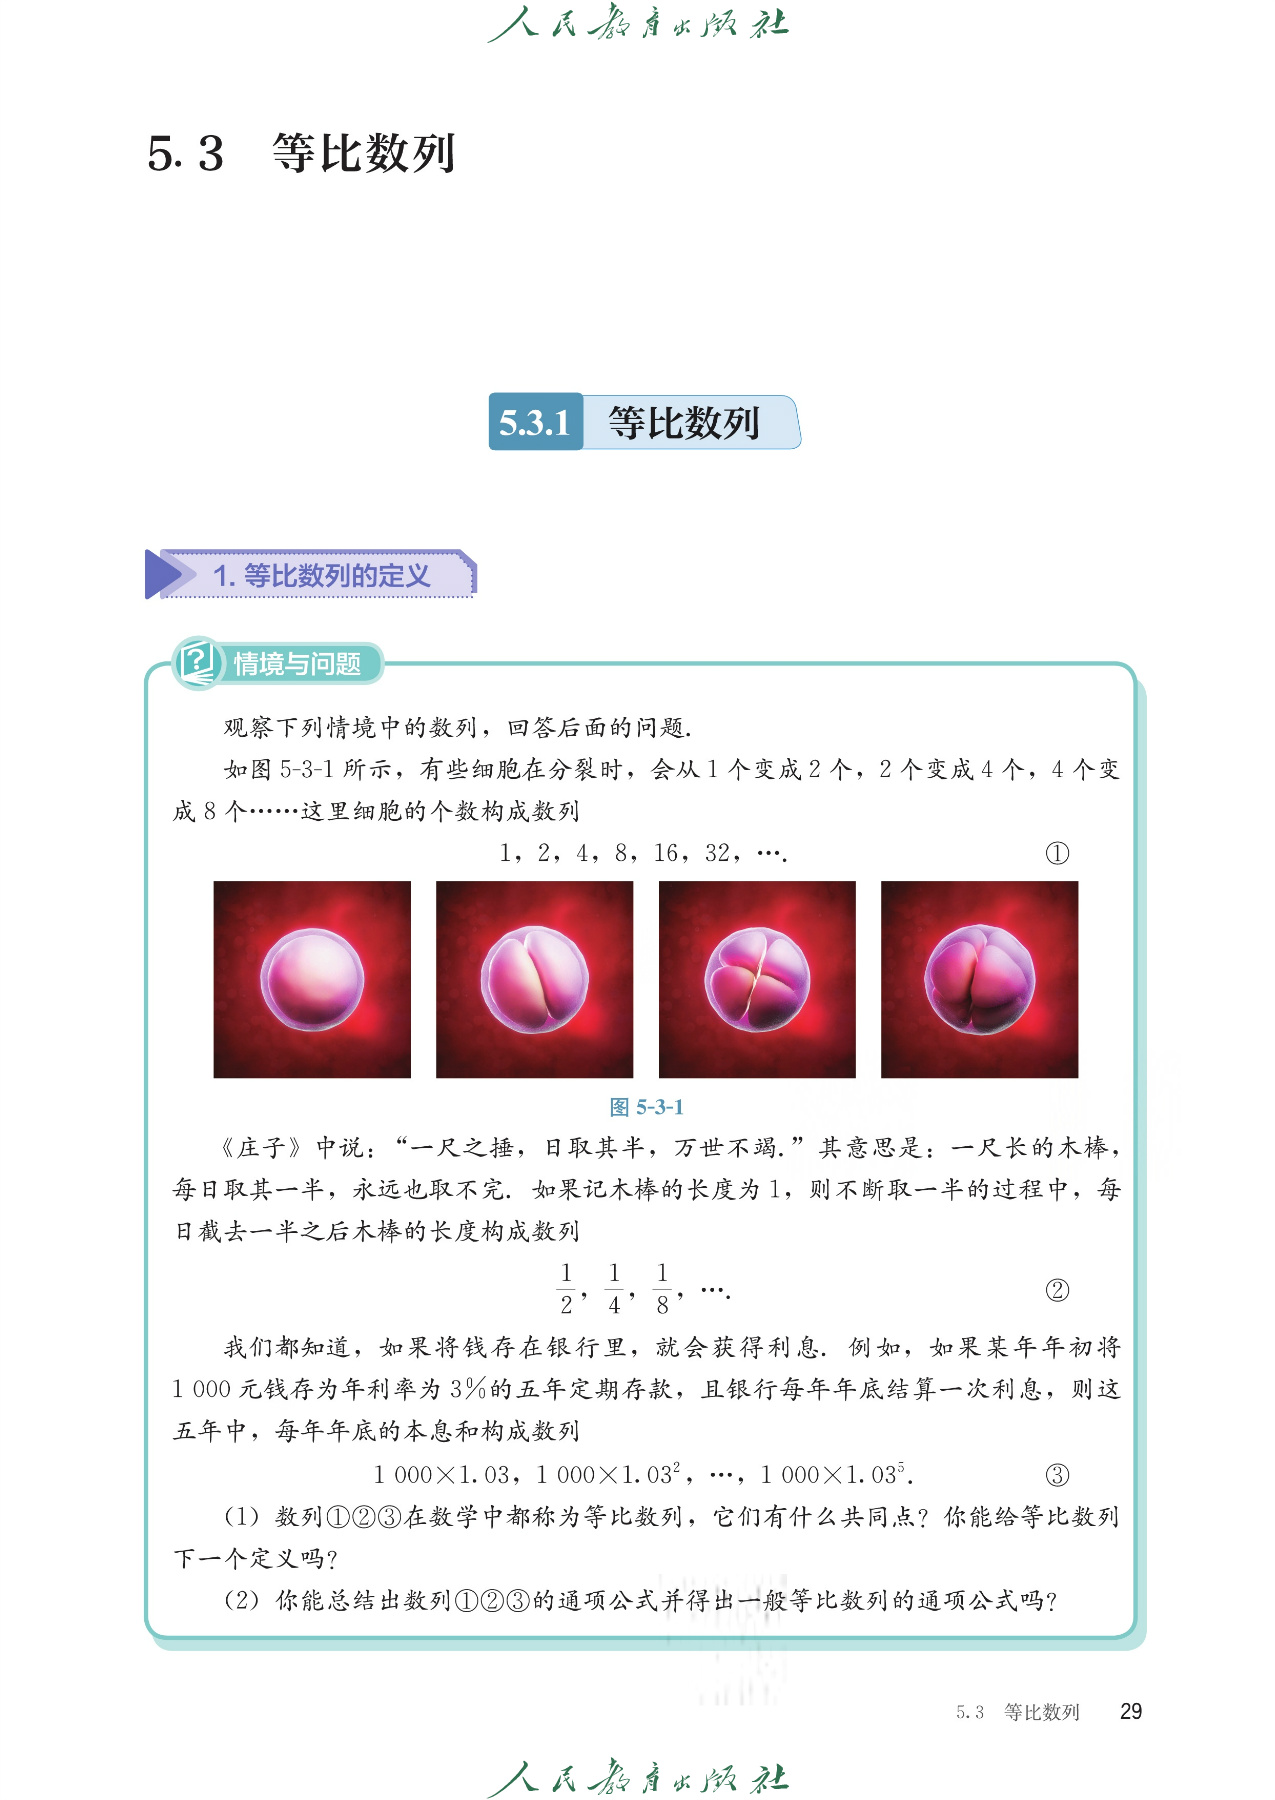 人民教育出版社
5.3 等比数列
5.3.1 等比数列
1. 等比数列的定义
情境与问题
观察下列情境中的数列，回答后面的问题.
如图 5-3-1 所示，有些细胞在分裂时，会从 1 个变成 2 个，2 个变成 4 个，4 个变
成 8 个……这里细胞的个数构成数列
1，2，4，8，16，32，…. ①
图 5-3-1
《庄子》中说：“一尺之捶，日取其半，万世不竭.”其意思是：一尺长的木棒，
每日取其一半，永远也取不完. 如果记木棒的长度为 1，则不断取一半的过程中，每
日截去一半之后木棒的长度构成数列
1/2，1/4，1/8，…. ②
我们都知道，如果将钱存在银行里，就会获得利息. 例如，如果某年年初将
1 000 元钱存为年利率为 3%的五年定期存款，且银行每年年底结算一次利息，则这
五年中，每年年底的本息和构成数列
1 000×1.03，1 000×1.03²，…，1 000×1.03⁵. ③
（1）数列①②③在数学中都称为等比数列，它们有什么共同点？你能给等比数列
下一个定义吗？
（2）你能总结出数列①②③的通项公式并得出一般等比数列的通项公式吗？
5.3 等比数列 29
人民教育出版社